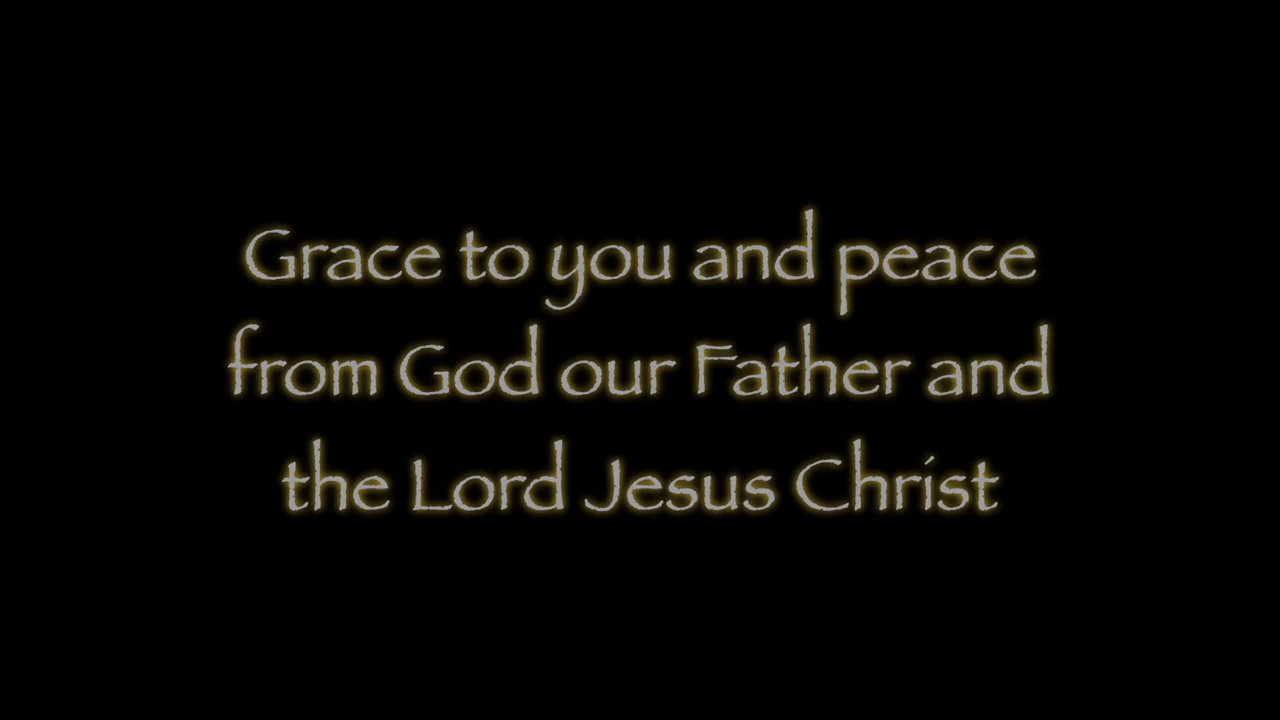 Grace to you and peace
from God our Father and
the Lord Jesus Christ